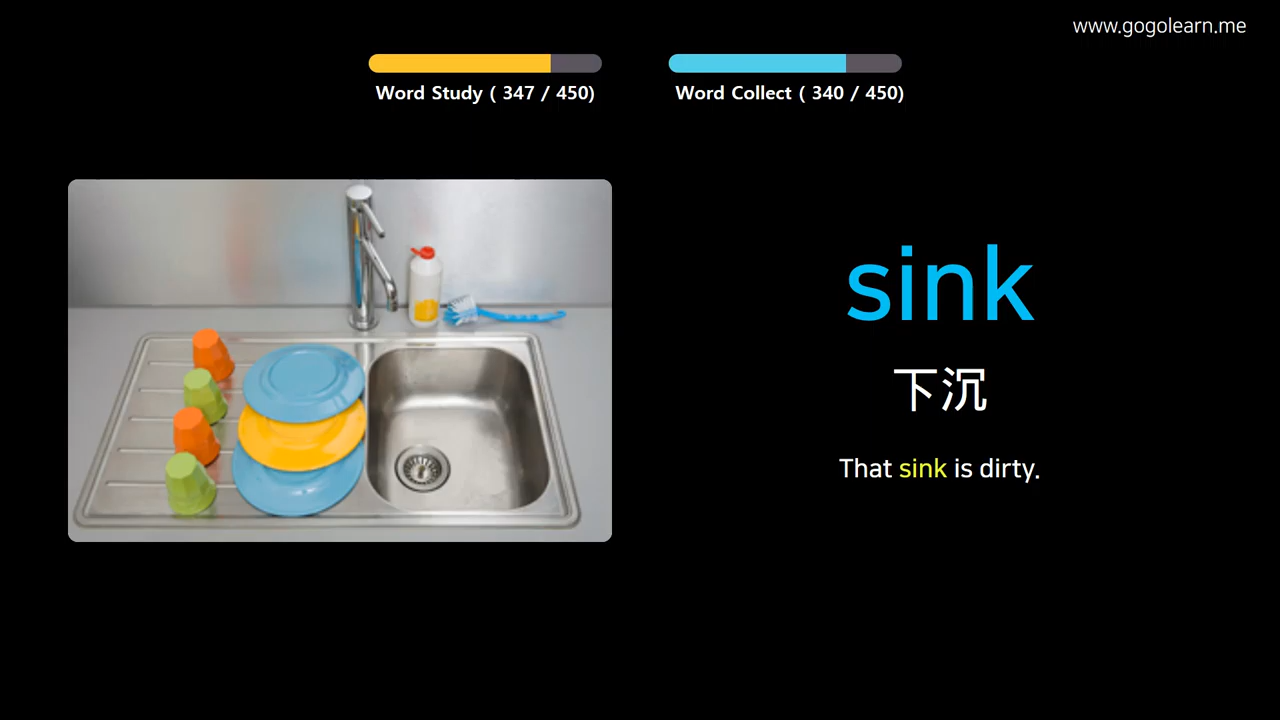 www.gogolearn.me
Word Study ( 347 / 450)
Word Collect ( 340 / 450)
sink
下沉
That sink is dirty.